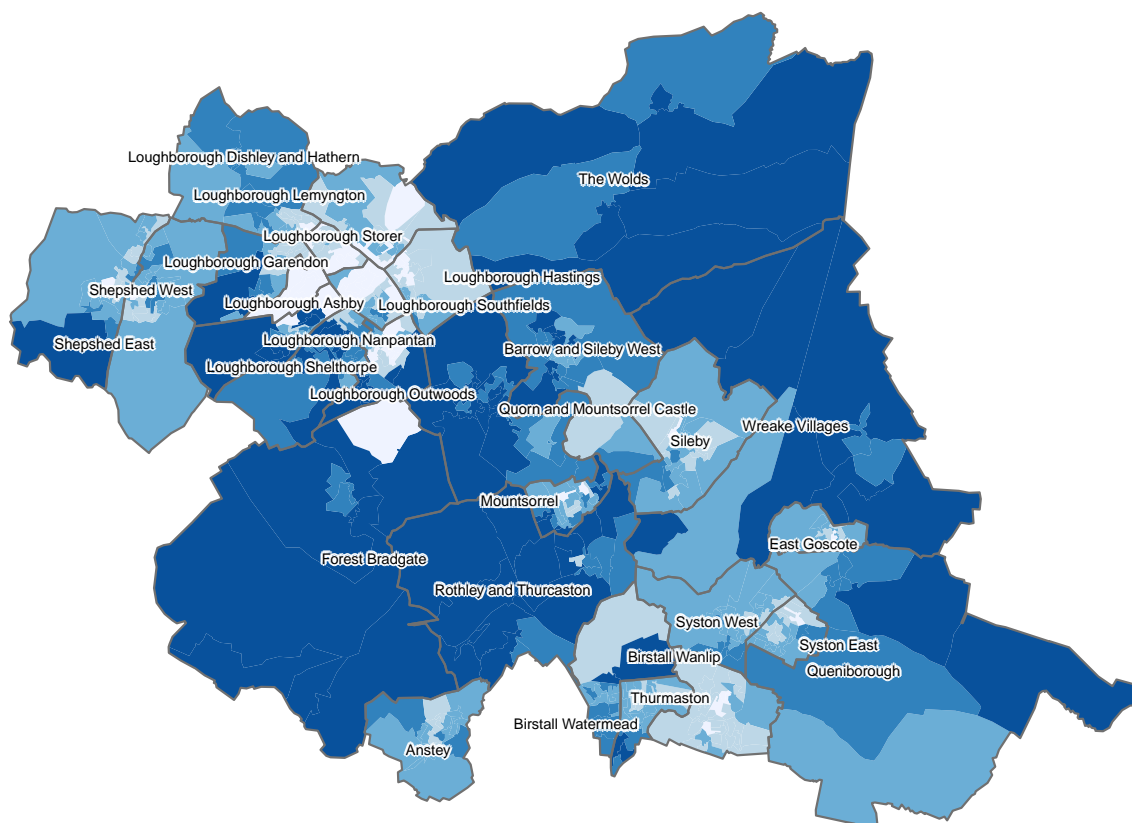 Loughborough Dishley and Hathern
The Wolds
Loughborough Lemyngton
Loughborough Storer
Loughborough Garendon
Loughborough Hastings
Shepshed West
Loughborough Ashby
Loughborough Southfields
Shepshed East
Loughborough Nanpantan
Barrow and Sileby West
Loughborough Shelthorpe
Loughborough Outwoods
Quorn and Mountsorrel Castle
Wreake Villages
Sileby
Mountsorrel
East Goscote
Forest Bradgate
Rothley and Thurcaston
Syston West
Syston East
Birstall Wanlip
Queniborough
Thurmaston
Birstall Watermead
Anstey